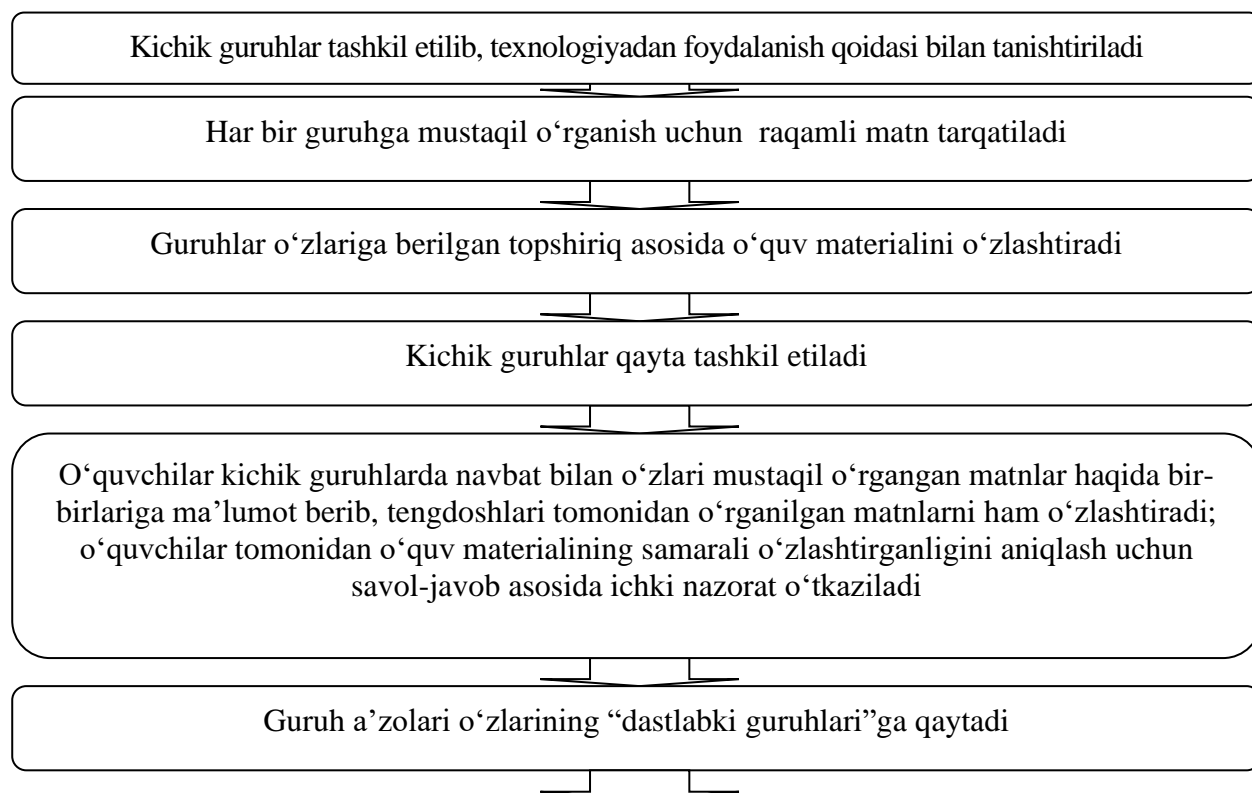 Kichik guruhlar tashkil etilib, texnologiyadan foydalanish qoidasi bilan tanishtiriladi
Har bir guruhga mustaqil o‘rganish uchun  raqamli matn tarqatiladi
Guruhlar o‘zlariga berilgan topshiriq asosida o‘quv materialini o‘zlashtiradi
Kichik guruhlar qayta tashkil etiladi
O‘quvchilar kichik guruhlarda navbat bilan o‘zlari mustaqil o‘rgangan matnlar haqida bir-
birlariga ma’lumot berib, tengdoshlari tomonidan o‘rganilgan matnlarni ham o‘zlashtiradi;
o‘quvchilar tomonidan o‘quv materialining samarali o‘zlashtirganligini aniqlash uchun
savol-javob asosida ichki nazorat o‘tkaziladi
Guruh a’zolari o‘zlarining “dastlabki guruhlari”ga qaytadi